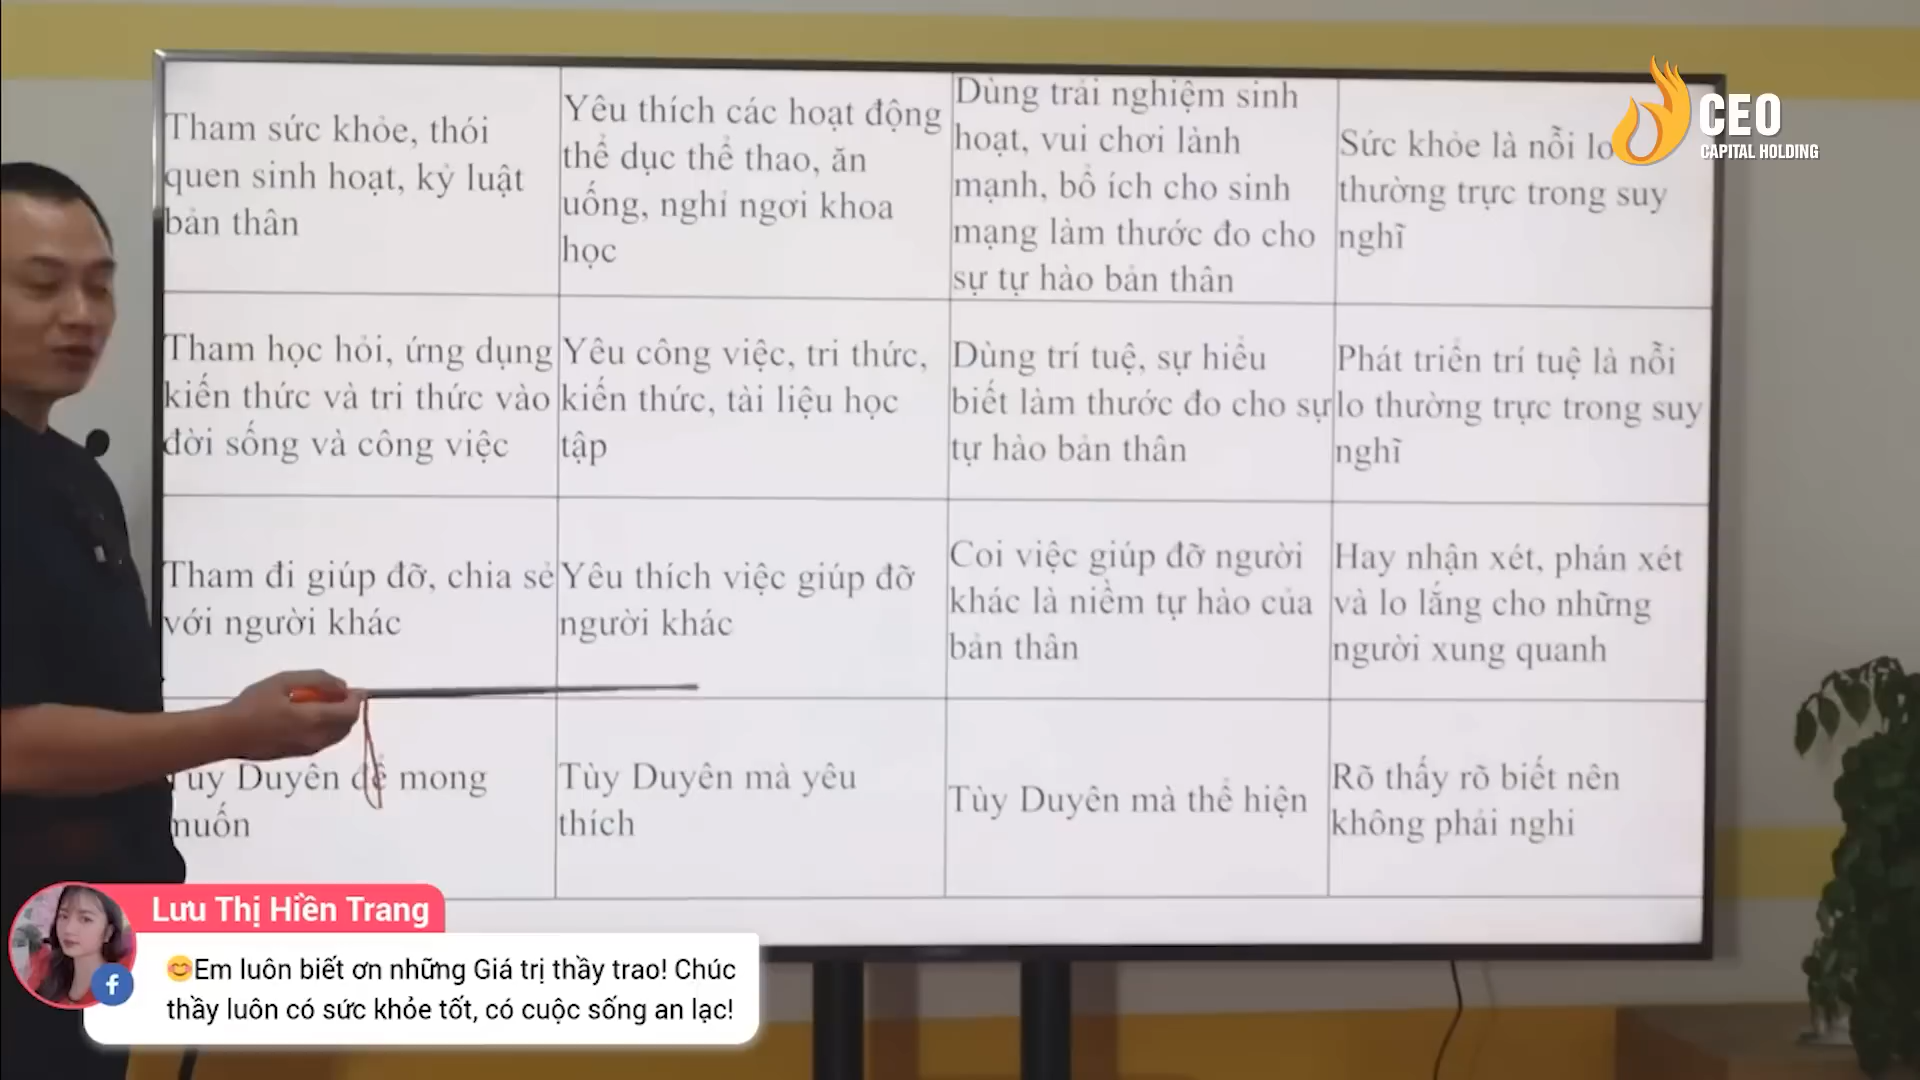 Tham sức khỏe, thói
quen sinh hoạt, kỷ luật
bản thân
Yêu thích các hoạt động
thể dục thể thao, ăn
uống, nghỉ ngơi khoa
học
Dùng trải nghiệm sinh
hoạt, vui chơi lành
mạnh, bổ ích cho sinh
mạng làm thước đo cho
sự tự hào bản thân
Sức khỏe là nỗi lo
thường trực trong suy
nghĩ
CEO
CAPITAL HOLDING
Tham học hỏi, ứng dụng
kiến thức và tri thức vào
đời sống và công việc
Yêu công việc, tri thức,
kiến thức, tài liệu học
tập
Dùng trí tuệ, sự hiểu
biết làm thước đo cho sự
tự hào bản thân
Phát triển trí tuệ là nỗi
lo thường trực trong suy
nghĩ
Tham đi giúp đỡ, chia sẻ
với người khác
Yêu thích việc giúp đỡ
người khác
Coi việc giúp đỡ người
khác là niềm tự hào của
bản thân
Hay nhận xét, phán xét
và lo lắng cho những
người xung quanh
Tùy Duyên để mong
muốn
Tùy Duyên mà yêu
thích
Tùy Duyên mà thể hiện
Rõ thấy rõ biết nên
không phải nghi
Lưu Thị Hiền Trang
😊Em luôn biết ơn những Giá trị thầy trao! Chúc
thầy luôn có sức khỏe tốt, có cuộc sống an lạc!